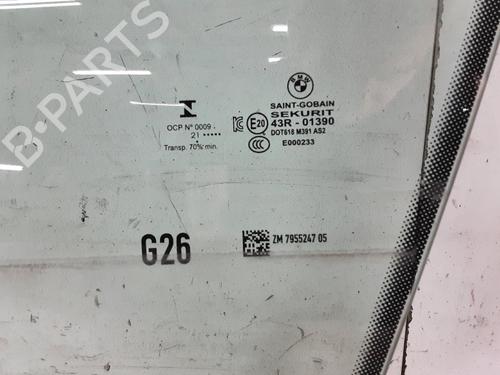 B-PARTS
BMW
SAINT-GOBAIN
SEKURIT
E20 43R - 01390
DOT618 M391 AS2
CCC E000233
N
OCP N° 0009
21 .....
Transp. 70% min.
G26
ZM 7955247 05